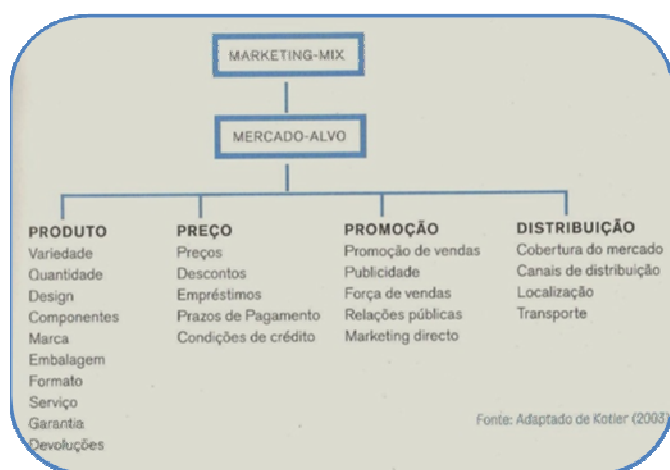 MARKETING-MIX
MERCADO-ALVO
PRODUTO
Variedade
Quantidade
Design
Componentes
Marca
Embalagem
Formato
Serviço
Garantia
Devoluções
PREÇO
Preços
Descontos
Empréstimos
Prazos de Pagamento
Condições de crédito
PROMOÇÃO
Promoção de vendas
Publicidade
Força de vendas
Relações públicas
Marketing directo
DISTRIBUIÇÃO
Cobertura do mercado
Canais de distribuição
Localização
Transporte
Fonte: Adaptado de Kotler (2003)